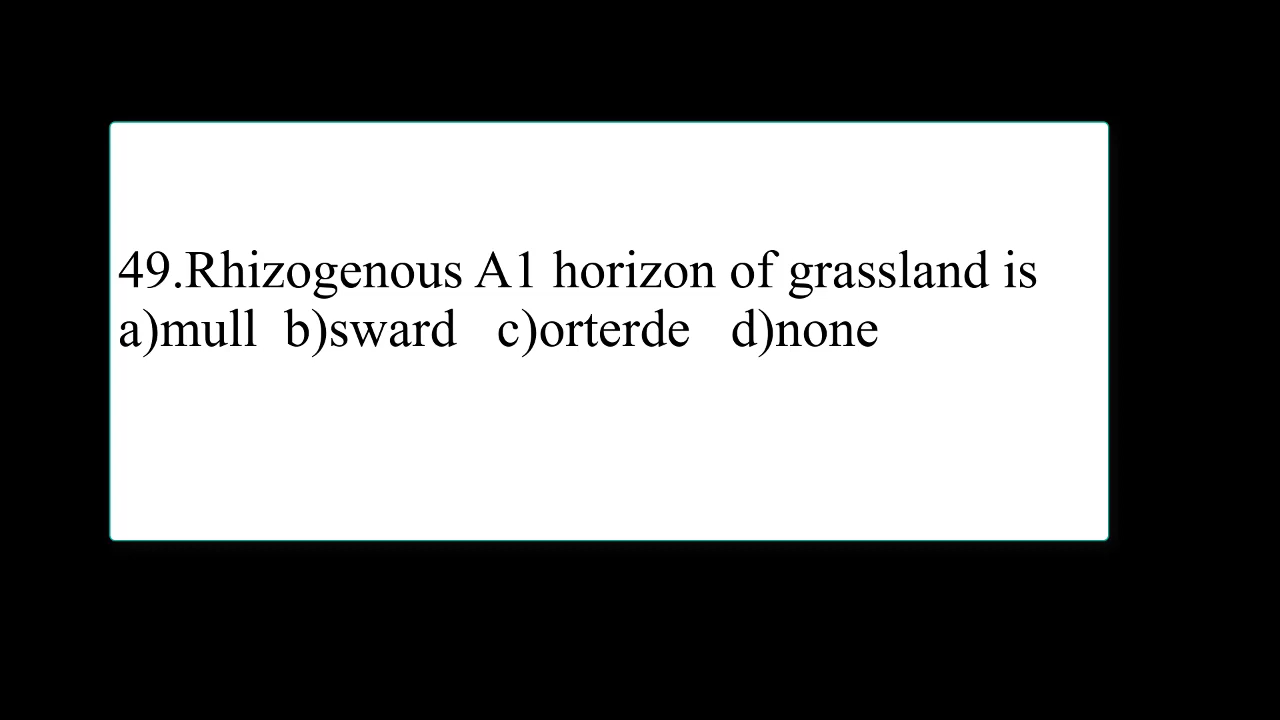 49.Rhizogenous A1 horizon of grassland is
a)mull  b)sward   c)orterde   d)none